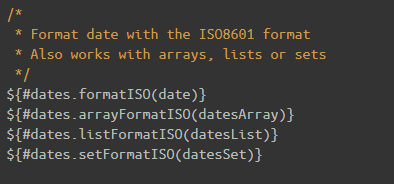 /*
 * Format date with the ISO8601 format
 * Also works with arrays, lists or sets
 */
${#dates.formatISO(date)}
${#dates.arrayFormatISO(datesArray)}
${#dates.listFormatISO(datesList)}
${#dates.setFormatISO(datesSet)}